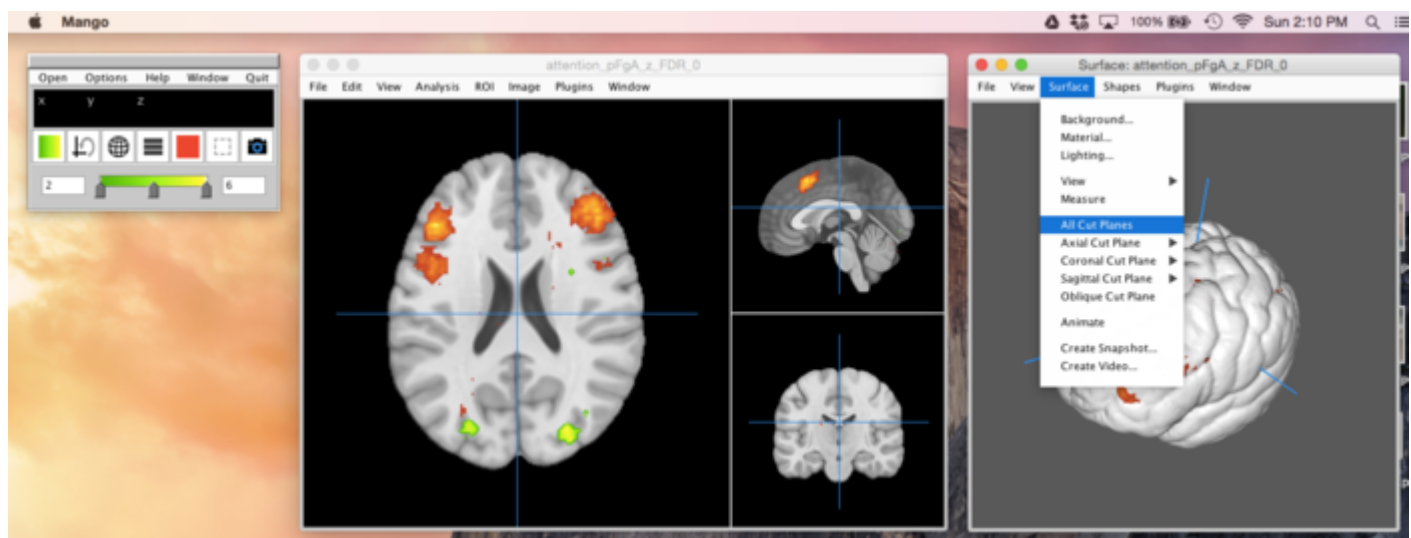 Mango
100%
Sun 2:10 PM
Open Options Help Window Quit
x y z
2
6
attention_pFgA_z_FDR_0
File Edit View Analysis ROI Image Plugins Window
Surface: attention_pFgA_z_FDR_0
File View Surface Shapes Plugins Window
Background...
Material...
Lighting...
View
Measure
All Cut Planes
Axial Cut Plane
Coronal Cut Plane
Sagittal Cut Plane
Oblique Cut Plane
Animate
Create Snapshot...
Create Video...